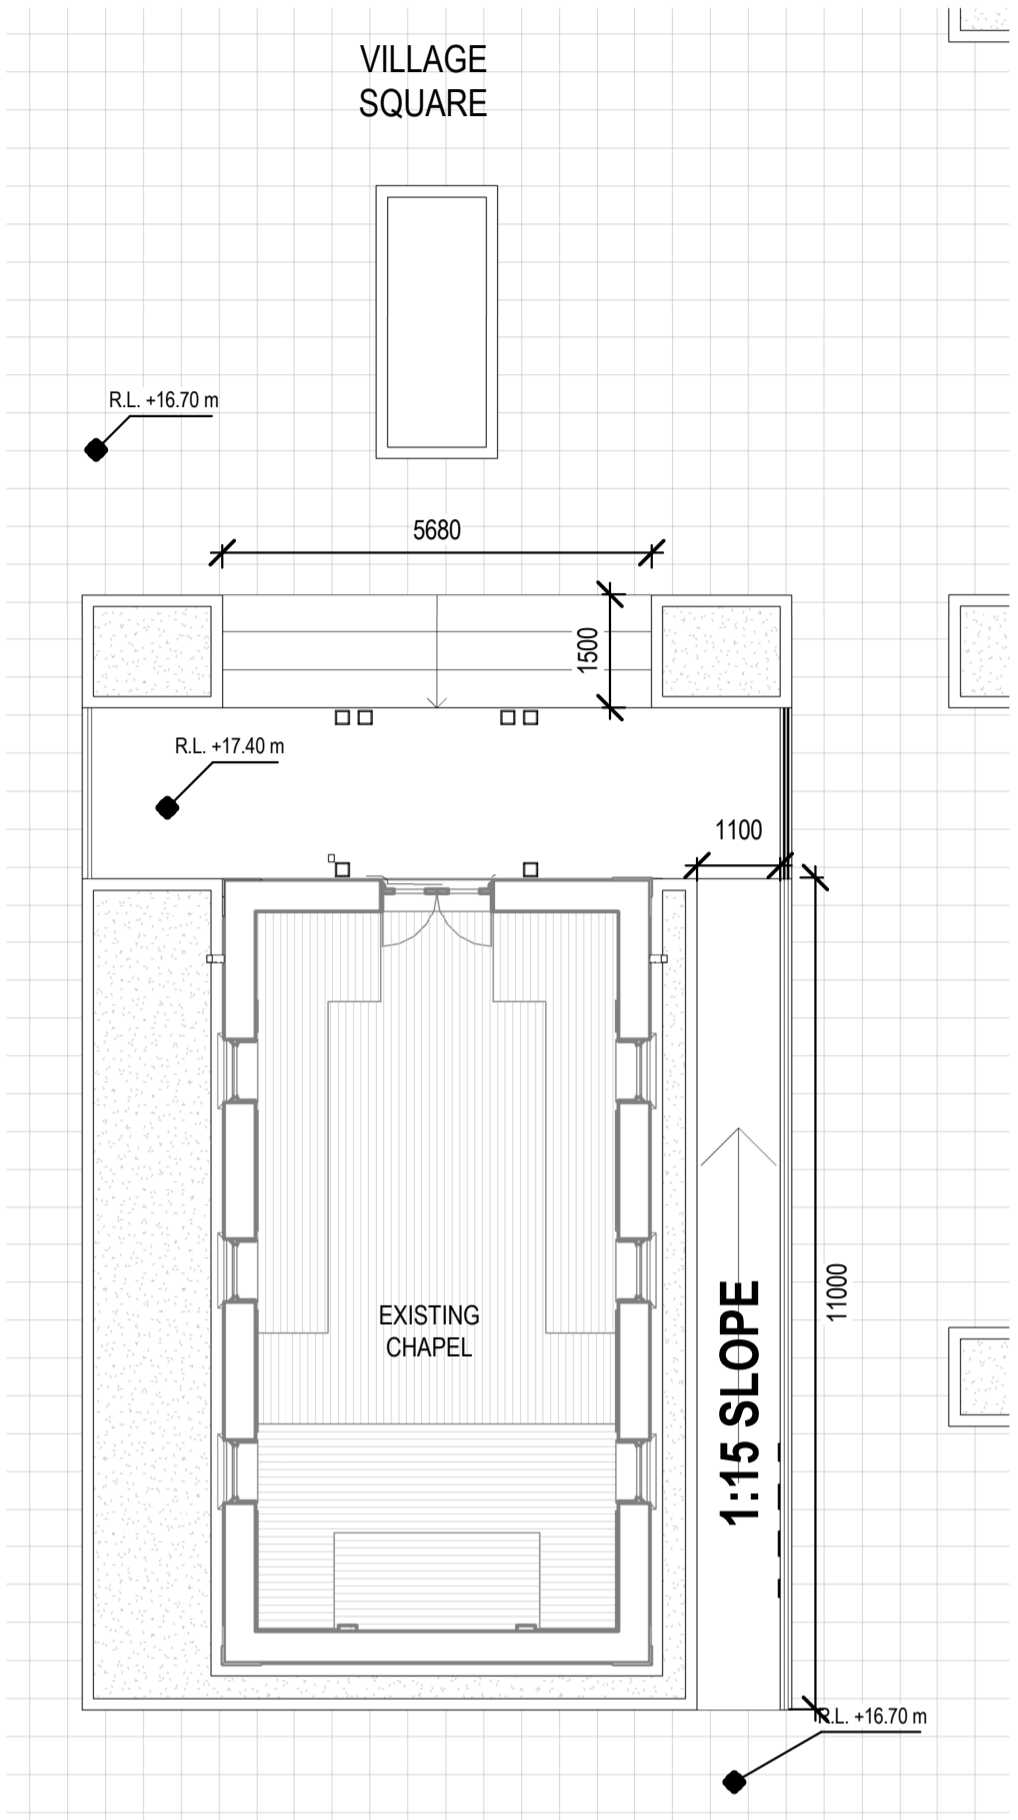 VILLAGE
SQUARE
R.L. +16.70 m
5680
1500
R.L. +17.40 m
1100
11000
EXISTING
CHAPEL
1:15 SLOPE
R.L. +16.70 m